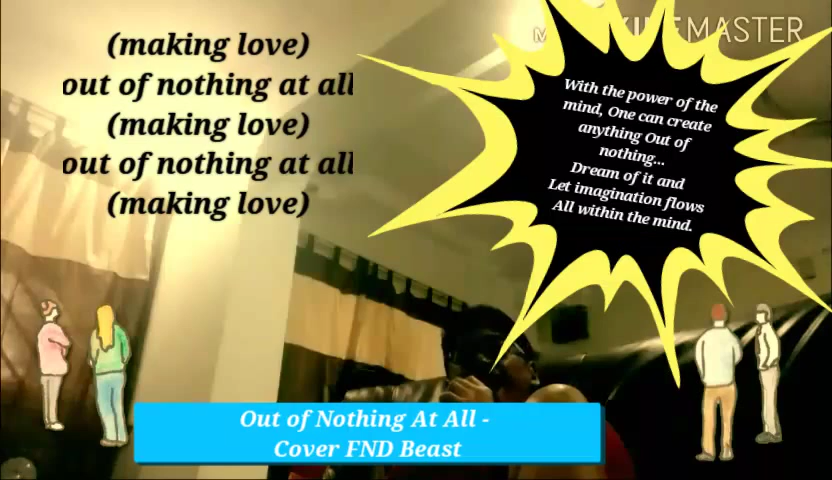 (making love)
out of nothing at all
(making love)
out of nothing at all
(making love)
With the power of the
mind, One can create
anything Out of
nothing...
Dream of it and
Let imagination flows
All within the mind.
Out of Nothing At All -
Cover FND Beast